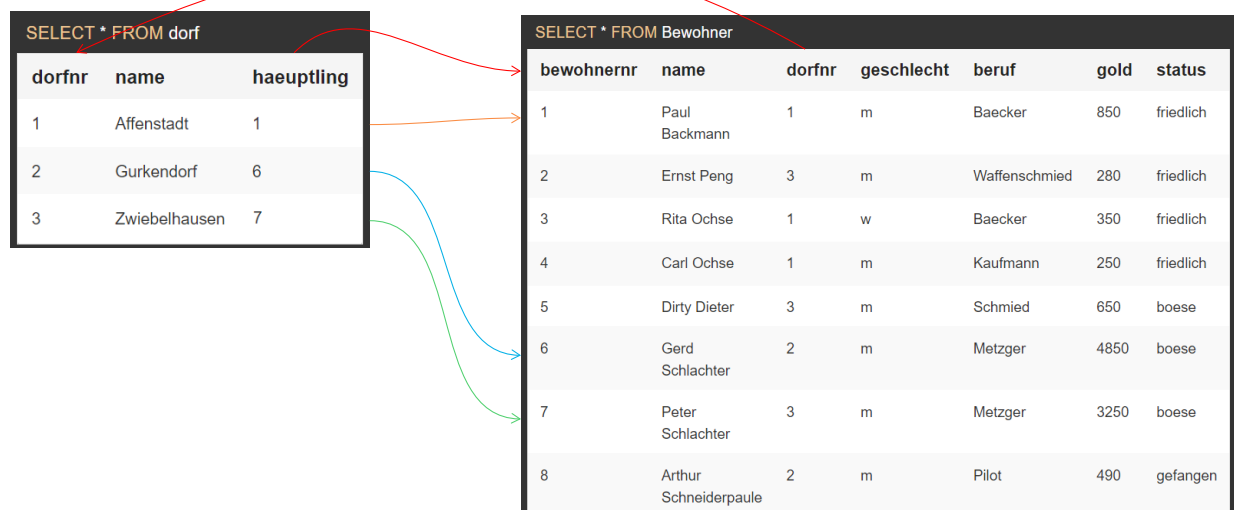 SELECT * FROM dorf
dorfnr name haeuptling
1 Affenstadt 1
2 Gurkendorf 6
3 Zwiebelhausen 7
SELECT * FROM Bewohner
bewohnernr name dorfnr geschlecht beruf gold status
1 Paul 1 m Baecker 850 friedlich
Backmann
2 Ernst Peng 3 m Waffenschmied 280 friedlich
3 Rita Ochse 1 w Baecker 350 friedlich
4 Carl Ochse 1 m Kaufmann 250 friedlich
5 Dirty Dieter 3 m Schmied 650 boese
6 Gerd 2 m Metzger 4850 boese
Schlachter
7 Peter 3 m Metzger 3250 boese
Schlachter
8 Arthur 2 m Pilot 490 gefangen
Schneiderpaule